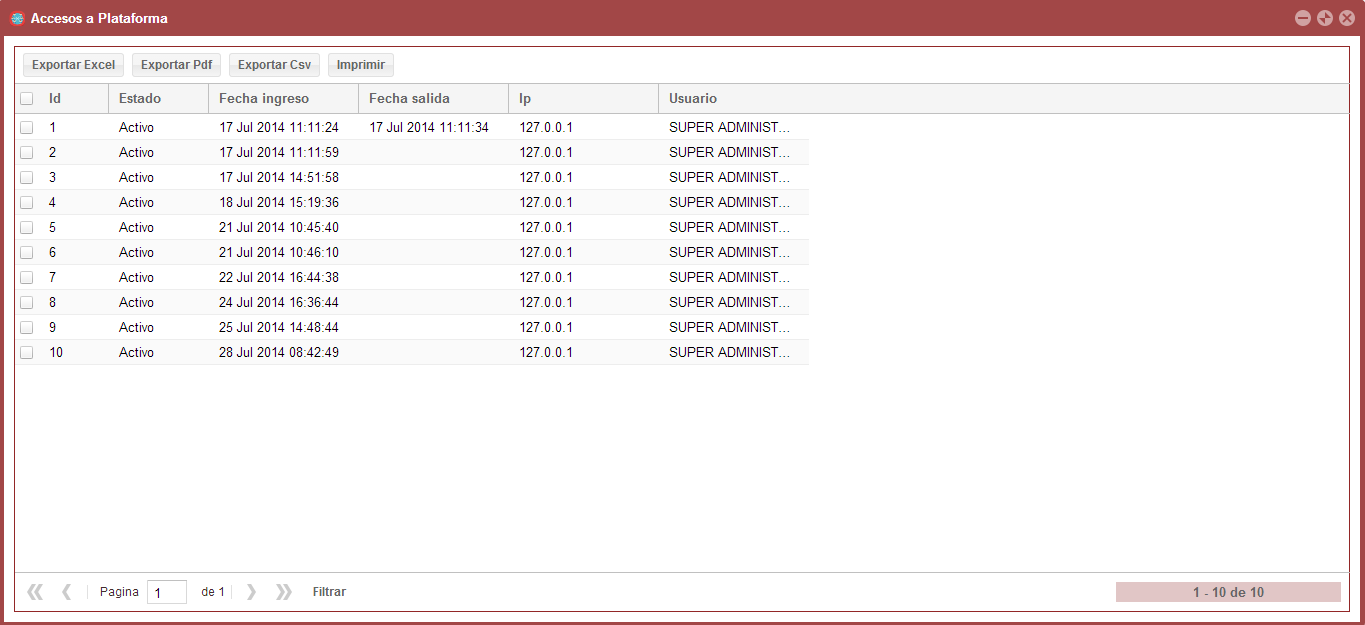 Accesos a Plataforma
Exportar Excel Exportar Pdf Exportar Csv Imprimir
Id Estado Fecha ingreso Fecha salida Ip Usuario
1 Activo 17 Jul 2014 11:11:24 17 Jul 2014 11:11:34 127.0.0.1 SUPER ADMINIST...
2 Activo 17 Jul 2014 11:11:59 127.0.0.1 SUPER ADMINIST...
3 Activo 17 Jul 2014 14:51:58 127.0.0.1 SUPER ADMINIST...
4 Activo 18 Jul 2014 15:19:36 127.0.0.1 SUPER ADMINIST...
5 Activo 21 Jul 2014 10:45:40 127.0.0.1 SUPER ADMINIST...
6 Activo 21 Jul 2014 10:46:10 127.0.0.1 SUPER ADMINIST...
7 Activo 22 Jul 2014 16:44:38 127.0.0.1 SUPER ADMINIST...
8 Activo 24 Jul 2014 16:36:44 127.0.0.1 SUPER ADMINIST...
9 Activo 25 Jul 2014 14:48:44 127.0.0.1 SUPER ADMINIST...
10 Activo 28 Jul 2014 08:42:49 127.0.0.1 SUPER ADMINIST...
Pagina 1 de 1 Filtrar 1 - 10 de 10